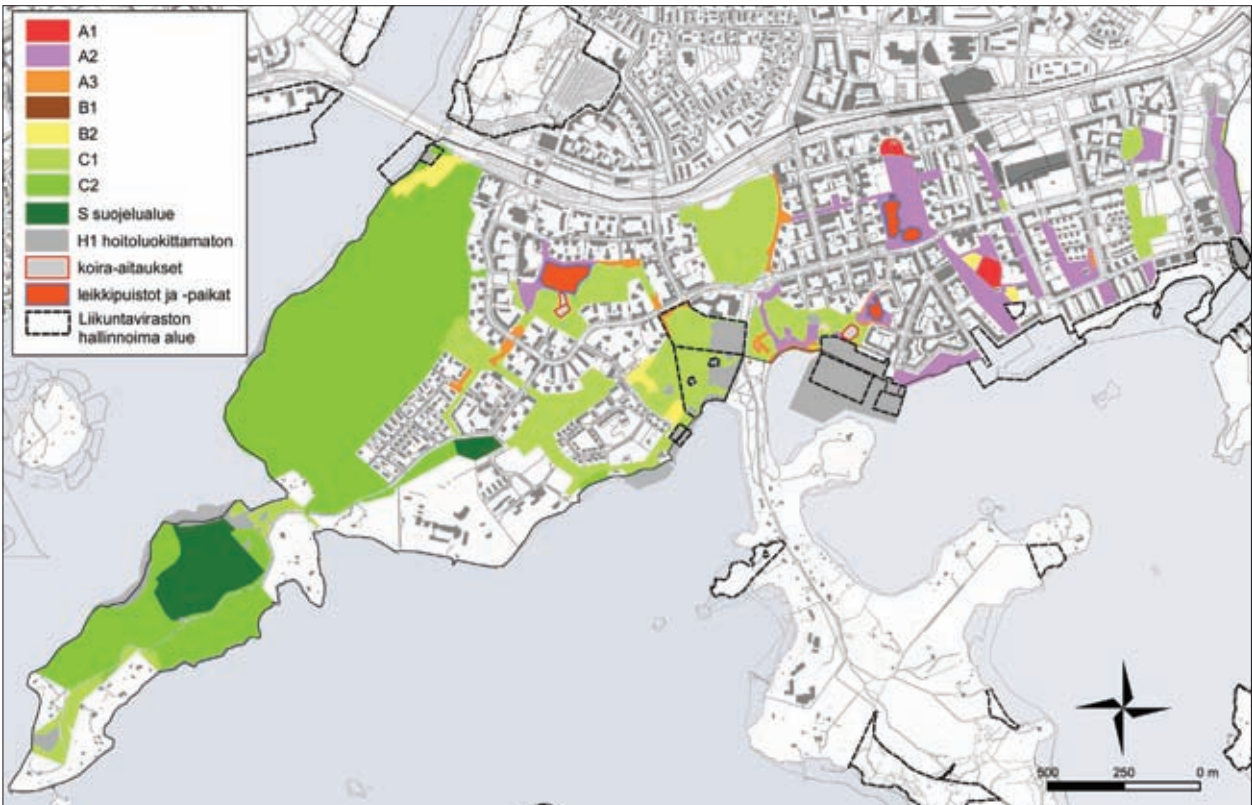 A1
A2
A3
B1
B2
C1
C2
S suojelualue
H1 hoitoluokittamaton
koira-aitaukset
leikkipuistot ja -paikat
Liikuntaviraston
hallinnoima alue
500 250 0 m